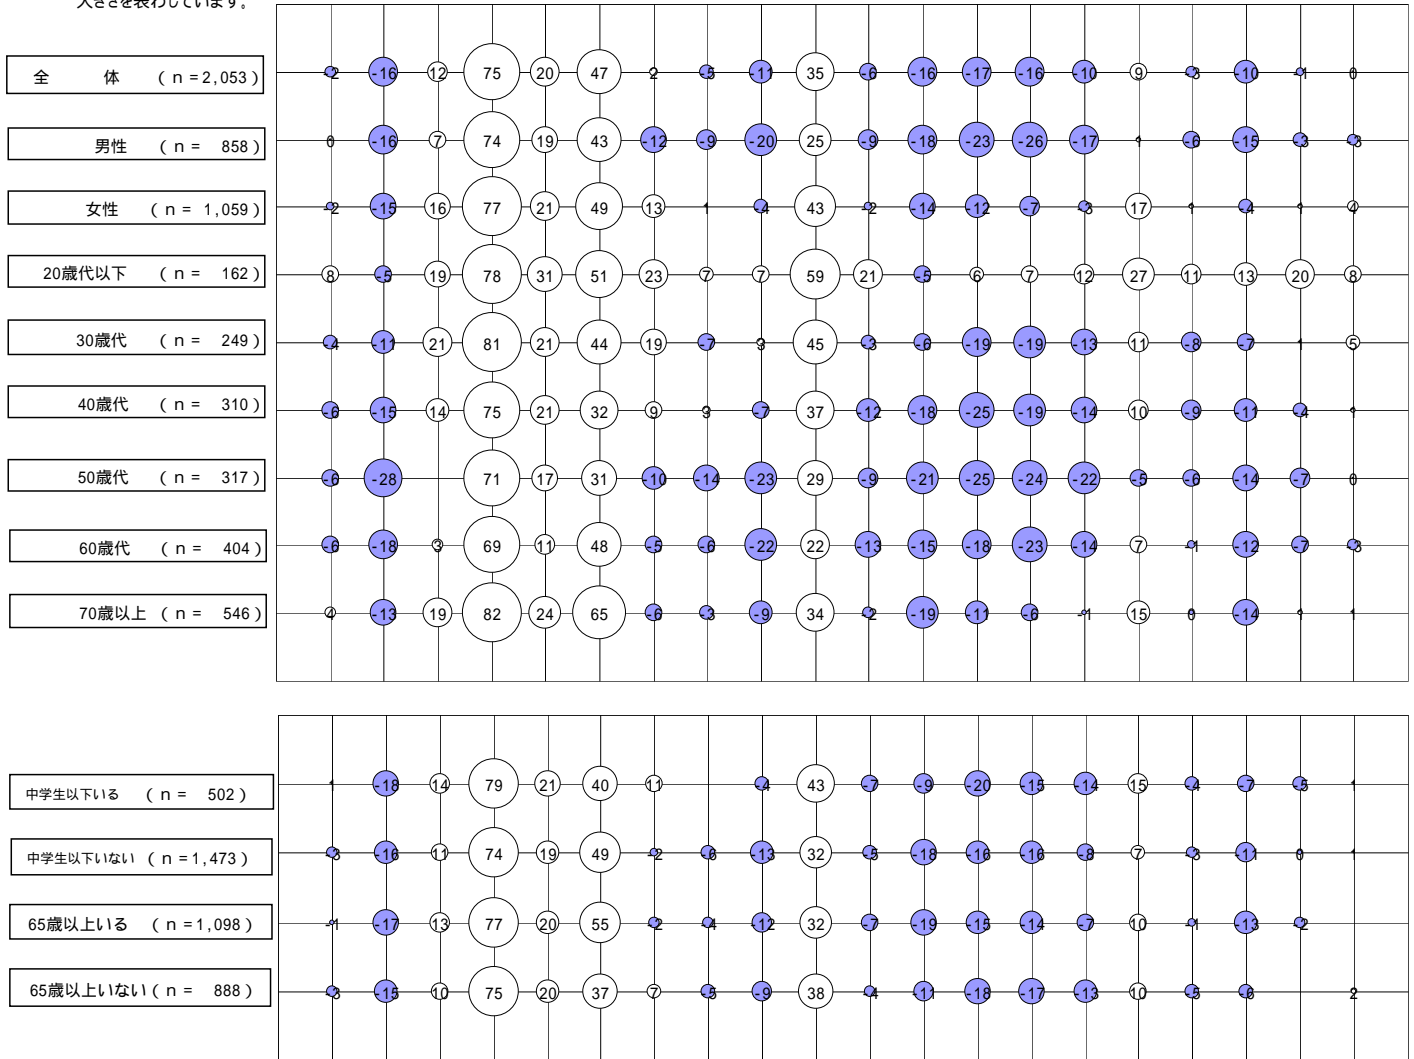 大きさを表わしています。
全 体 （ｎ＝2,053） -2 -16 12 75 20 47 2 -5 -11 35 -6 -16 -17 -16 -10 9 -3 -10 -1 0
男性 （ｎ＝ 858） 0 -16 7 74 19 43 -12 -9 -20 25 -9 -18 -23 -26 -17 1 -6 -15 -3 -3
女性 （ｎ＝ 1,059） -2 -15 16 77 21 49 13 1 -4 43 -2 -14 -12 -7 -3 17 1 -4 1 4
20歳代以下 （ｎ＝ 162） 8 -5 19 78 31 51 23 7 7 59 21 -5 6 7 12 27 11 13 20 8
30歳代 （ｎ＝ 249） -4 -11 21 81 21 44 19 -7 3 45 -3 -6 -19 -19 -13 11 -8 -7 1 5
40歳代 （ｎ＝ 310） -6 -15 14 75 21 32 9 3 -7 37 -12 -18 -25 -19 -14 10 -9 -11 -4 1
50歳代 （ｎ＝ 317） -6 -28 71 17 31 -10 -14 -23 29 -9 -21 -25 -24 -22 -5 -6 -14 -7 0
60歳代 （ｎ＝ 404） -6 -18 3 69 11 48 -5 -6 -22 22 -13 -15 -18 -23 -14 7 -1 -12 -7 -3
70歳以上 （ｎ＝ 546） 4 -13 19 82 24 65 -6 -3 -9 34 -2 -19 -11 -6 -1 15 0 -14 1 1
中学生以下いる （ｎ＝ 502） 1 -18 14 79 21 40 11 -4 43 -7 -9 -20 -15 -14 15 -4 -7 -5 1
中学生以下いない （ｎ＝1,473） -3 -16 11 74 19 49 -2 -6 -13 32 -5 -18 -16 -16 -8 7 -3 -11 0 1
65歳以上いる （ｎ＝1,098） -1 -17 13 77 20 55 -2 -4 -12 32 -7 -19 -15 -14 -7 10 -1 -13 -2
65歳以上いない（ｎ＝ 888） -3 -15 10 75 20 37 7 -5 -9 38 -4 -11 -18 -17 -13 10 -5 -6 2